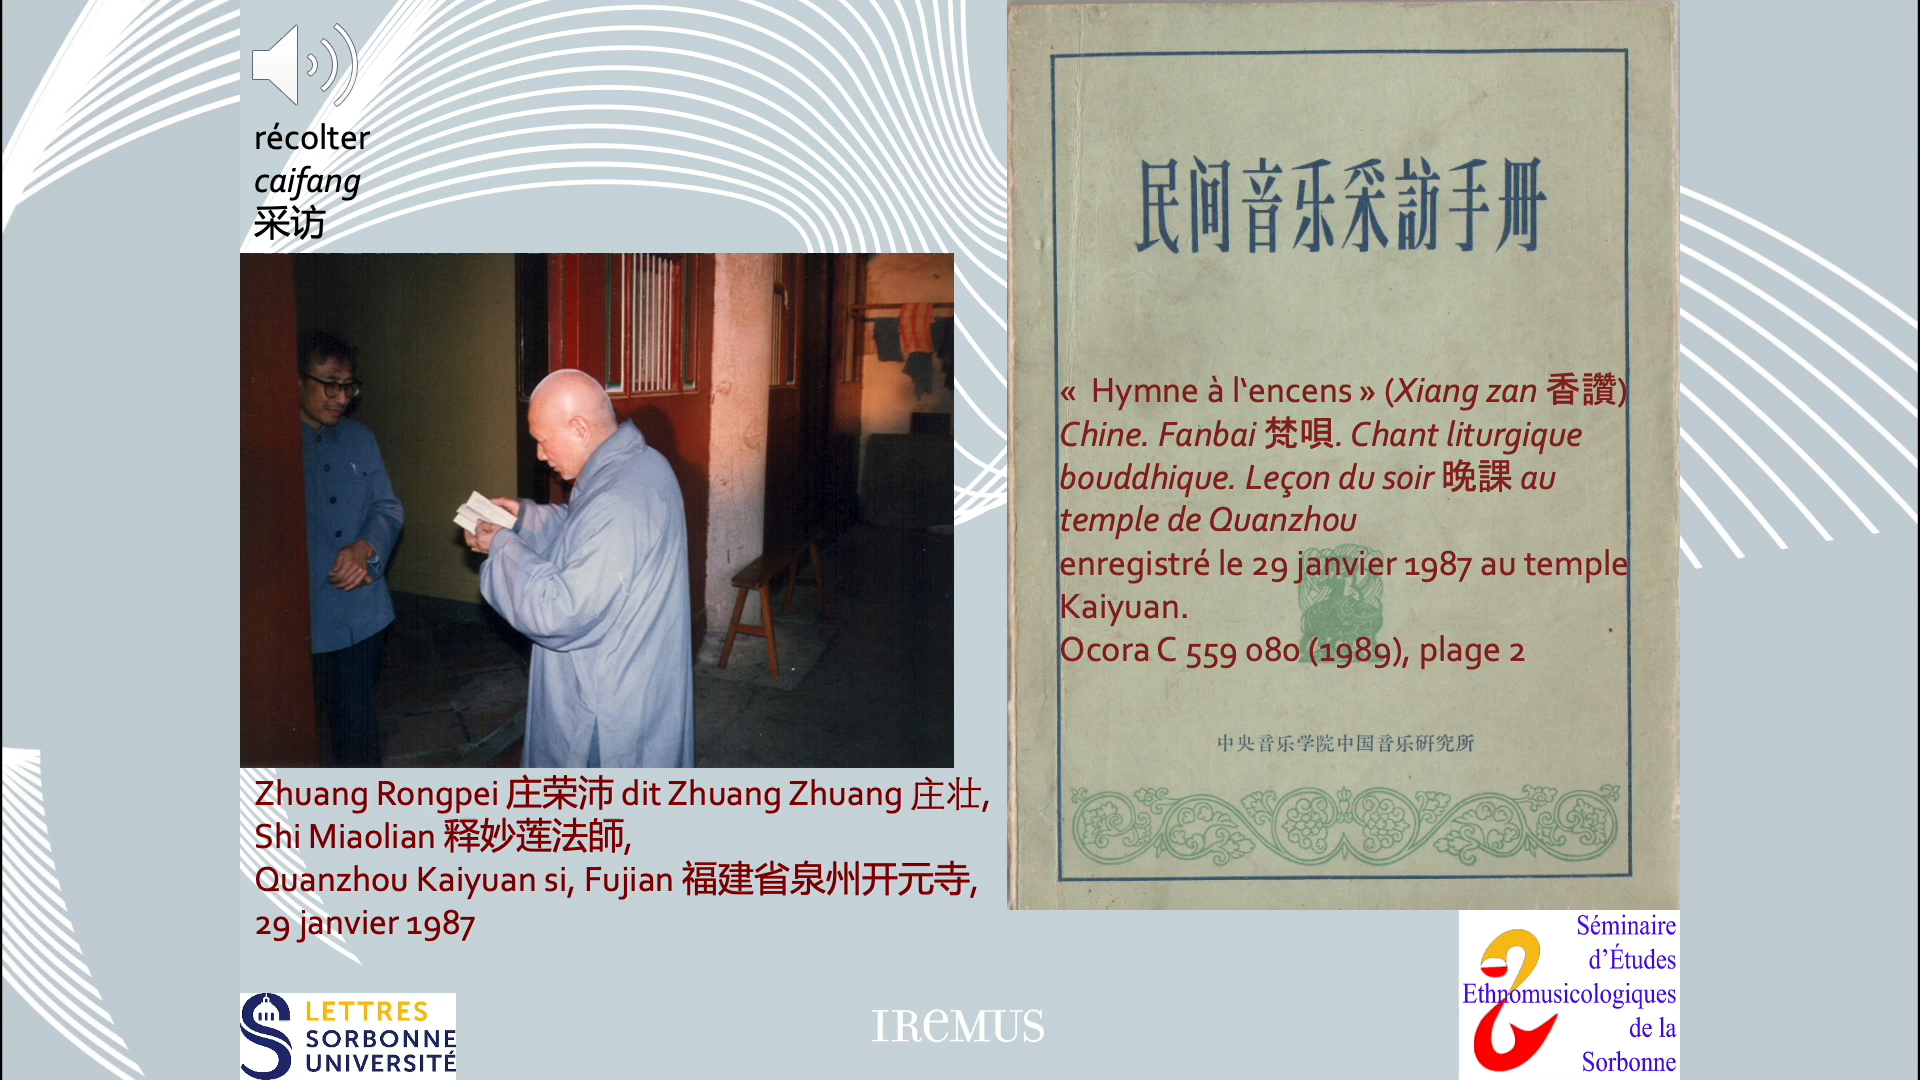 récolter
caifang
采访
Zhuang Rongpei 庄荣沛 dit Zhuang Zhuang 庄壮,
Shi Miaolian 释妙莲法師,
Quanzhou Kaiyuan si, Fujian 福建省泉州开元寺,
29 janvier 1987
民间音乐采訪手冊
«  Hymne à l‘encens » (Xiang zan 香讚)
Chine. Fanbai 梵唄. Chant liturgique
bouddhique. Leçon du soir 晩課 au
temple de Quanzhou
enregistré le 29 janvier 1987 au temple
Kaiyuan.
Ocora C 559 080 (1989), plage 2
中央音乐学院中国音乐研究所
LETTRES
SORBONNE
UNIVERSITÉ
IReMUS
Séminaire
d’Études
Ethnomusicologiques
de la
Sorbonne